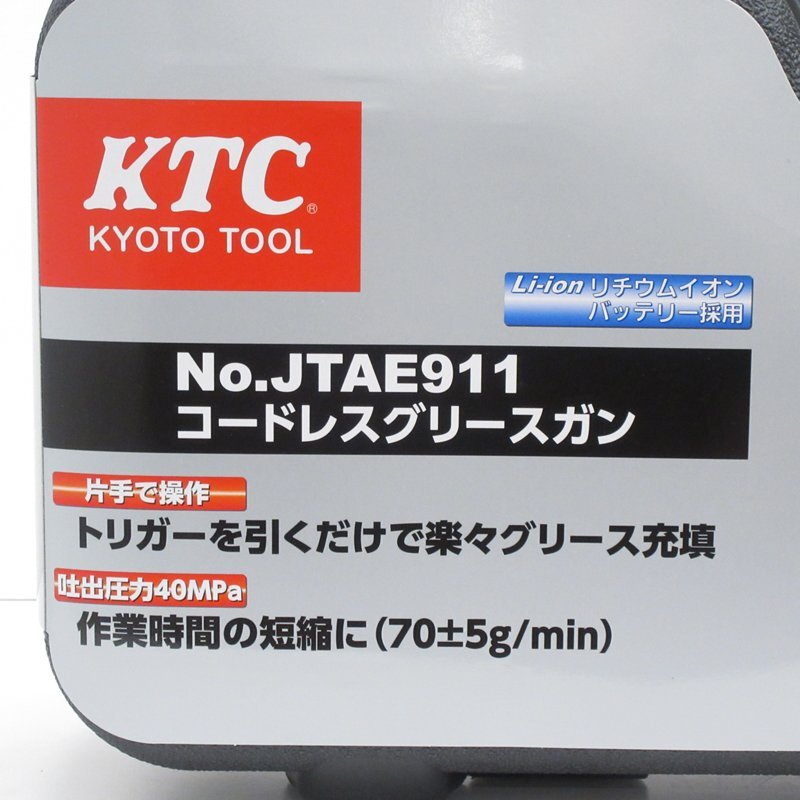 KTC®
KYOTO TOOL
Li-ion リチウムイオン
バッテリー採用
No.JTAE911
コードレスグリースガン
片手で操作
トリガーを引くだけで楽々グリース充填
吐出圧力40MPa
作業時間の短縮に(70±5g/min)